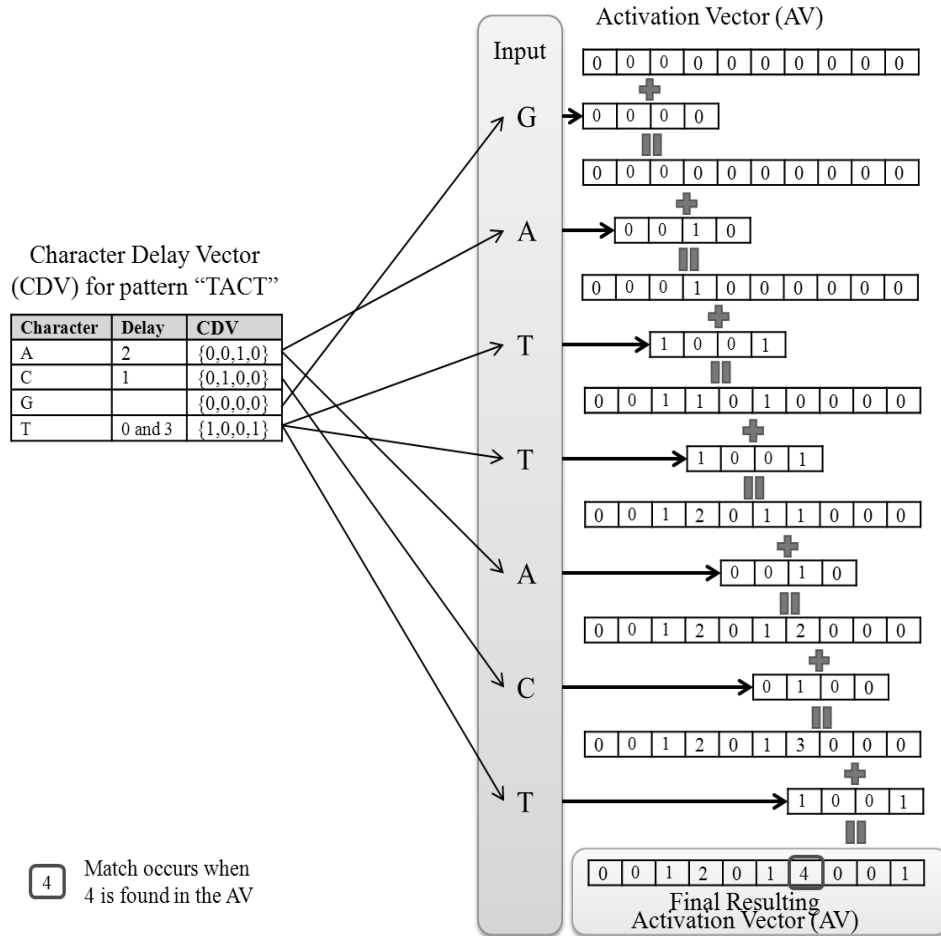 Activation Vector (AV)
Input
0 0 0 0 0 0 0 0 0 0
G
0 0 0 0
0 0 0 0 0 0 0 0 0 0
A
0 0 1 0
0 0 0 1 0 0 0 0 0 0
Character Delay Vector
(CDV) for pattern “TACT”
Character Delay CDV
A 2 {0,0,1,0}
C 1 {0,1,0,0}
G {0,0,0,0}
T 0 and 3 {1,0,0,1}
T
1 0 0 1
0 0 1 1 0 1 0 0 0 0
T
1 0 0 1
0 0 1 2 0 1 1 0 0 0
A
0 0 1 0
0 0 1 2 0 1 2 0 0 0
C
0 1 0 0
0 0 1 2 0 1 3 0 0 0
T
1 0 0 1
4
Match occurs when
4 is found in the AV
0 0 1 2 0 1 4 0 0 1
Final Resulting
Activation Vector (AV)